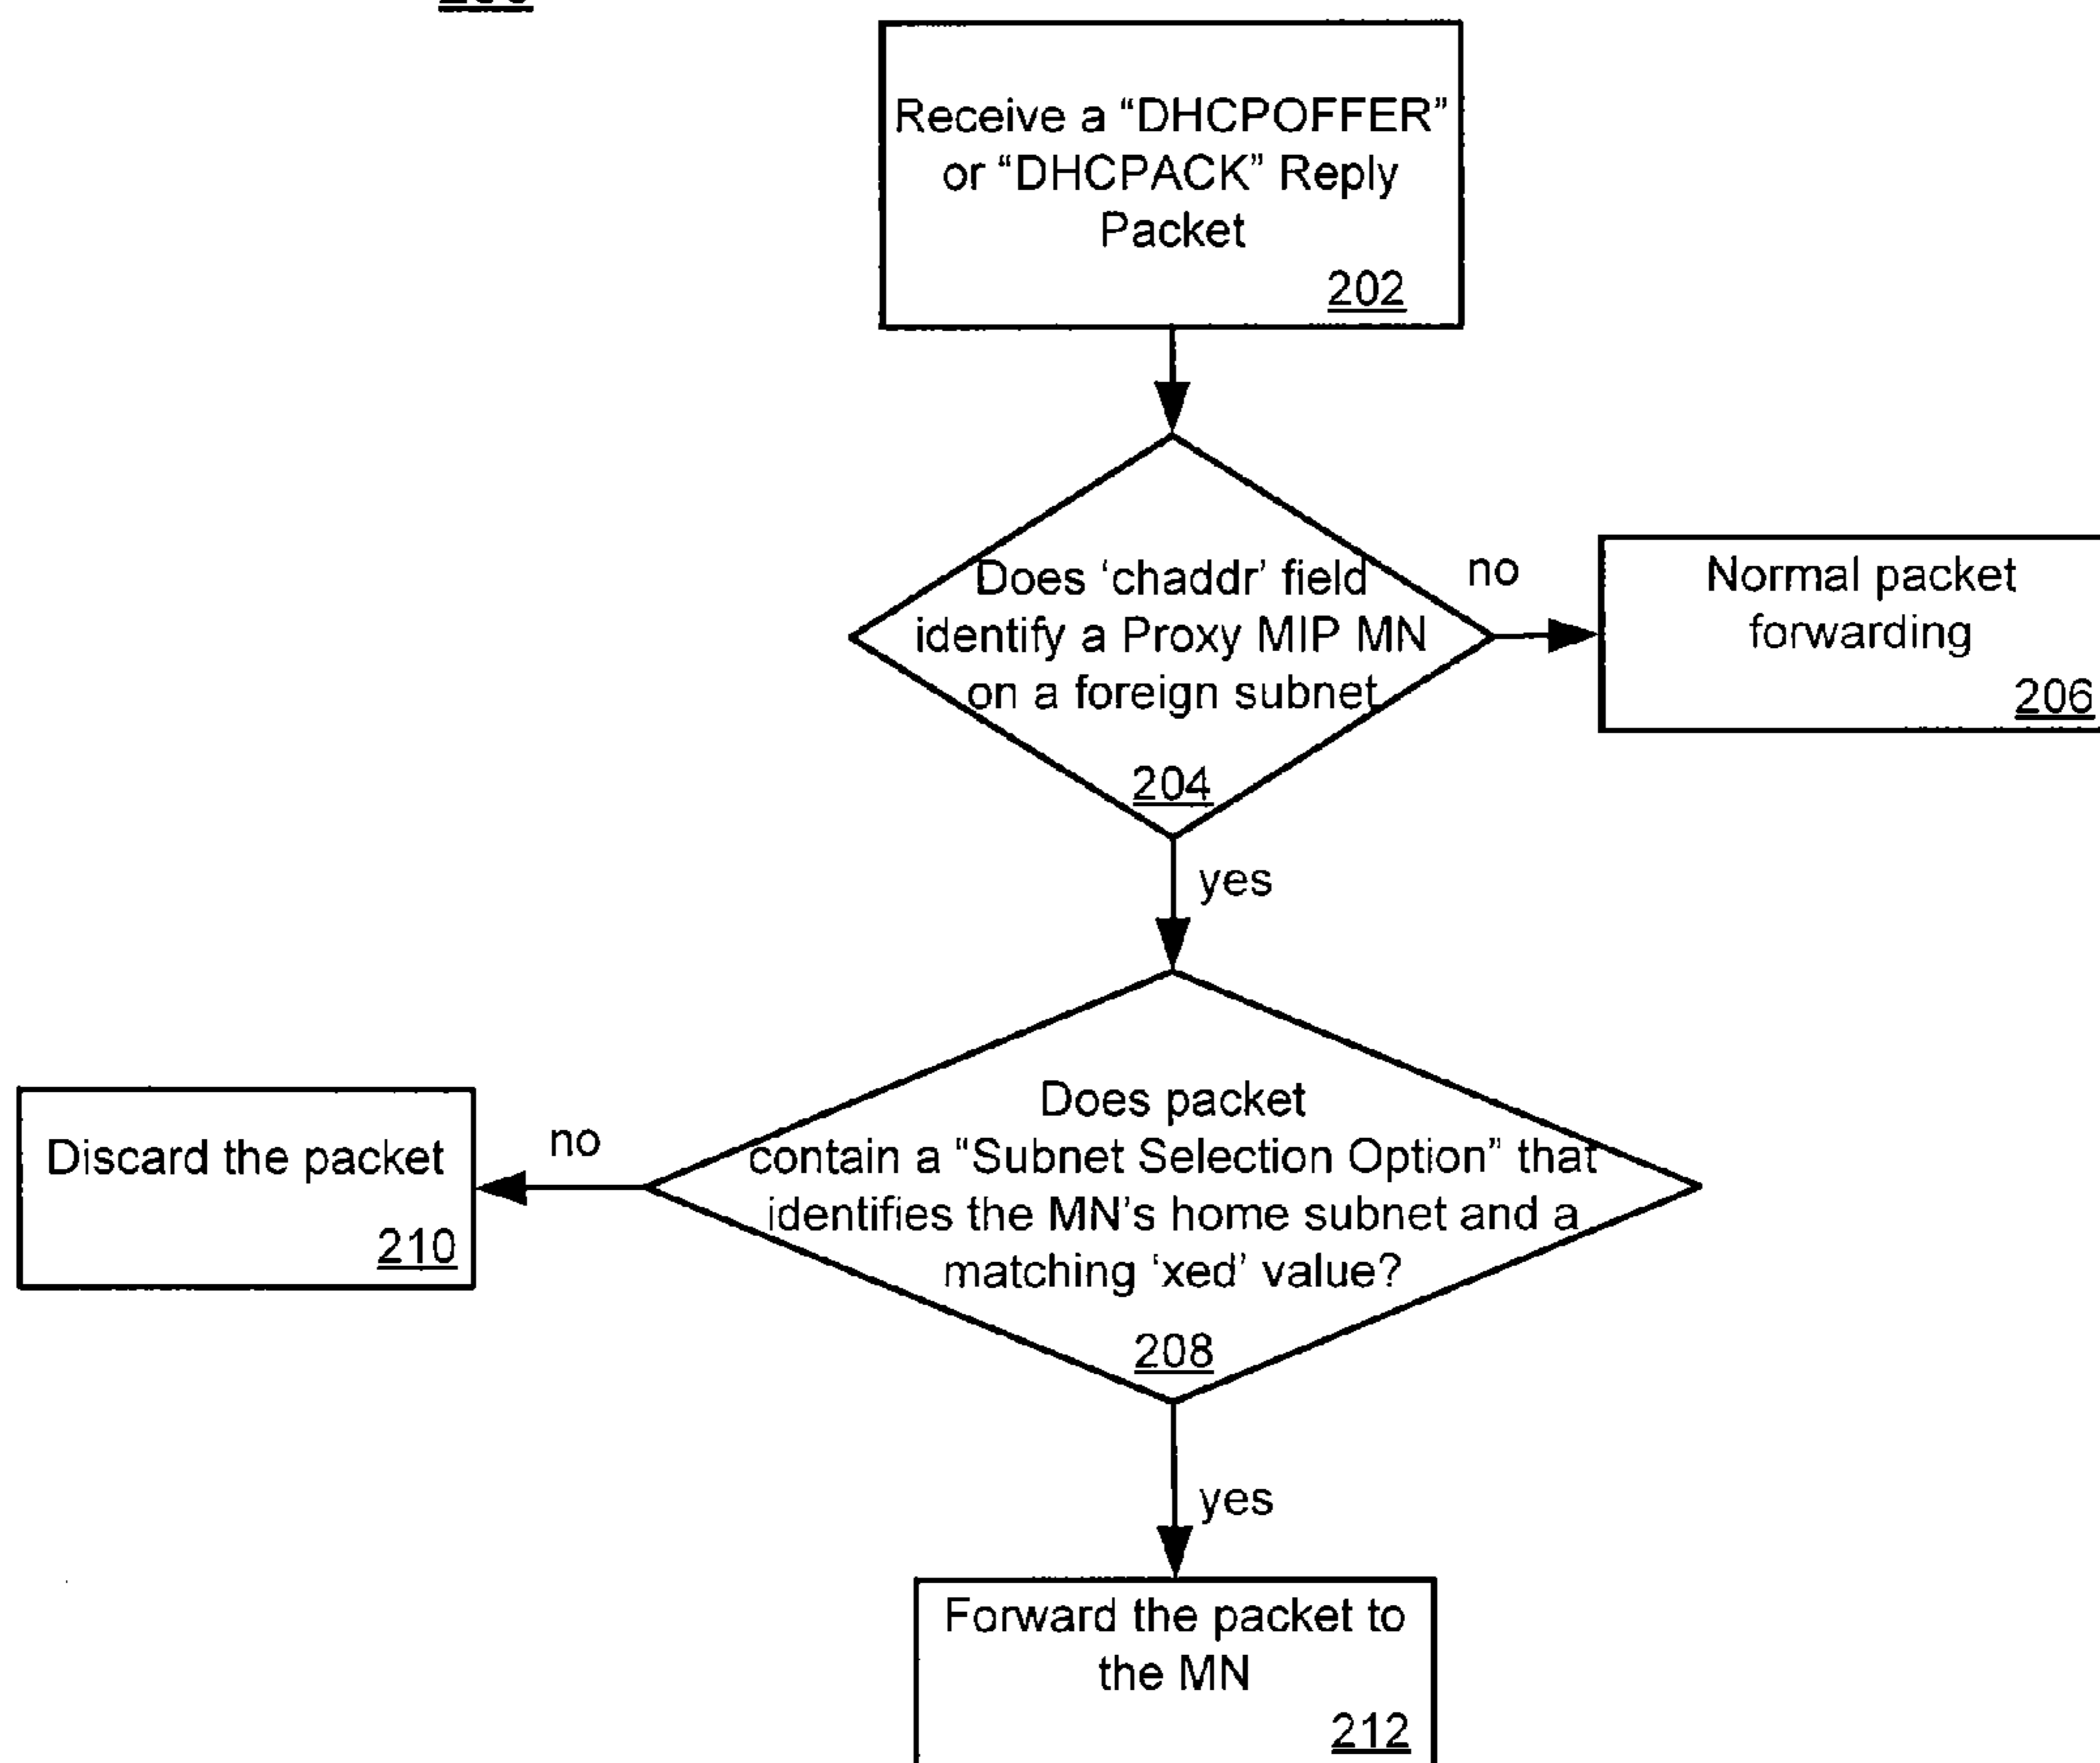 Receive a “DHCPOFFER”
or “DHCPACK” Reply
Packet
202
Does ‘chaddr’ field
identify a Proxy MIP MN
on a foreign subnet
204
no
Normal packet
forwarding
206
yes
Does packet
contain a “Subnet Selection Option” that
identifies the MN’s home subnet and a
matching ‘xed’ value?
208
no
Discard the packet
210
yes
Forward the packet to
the MN
212